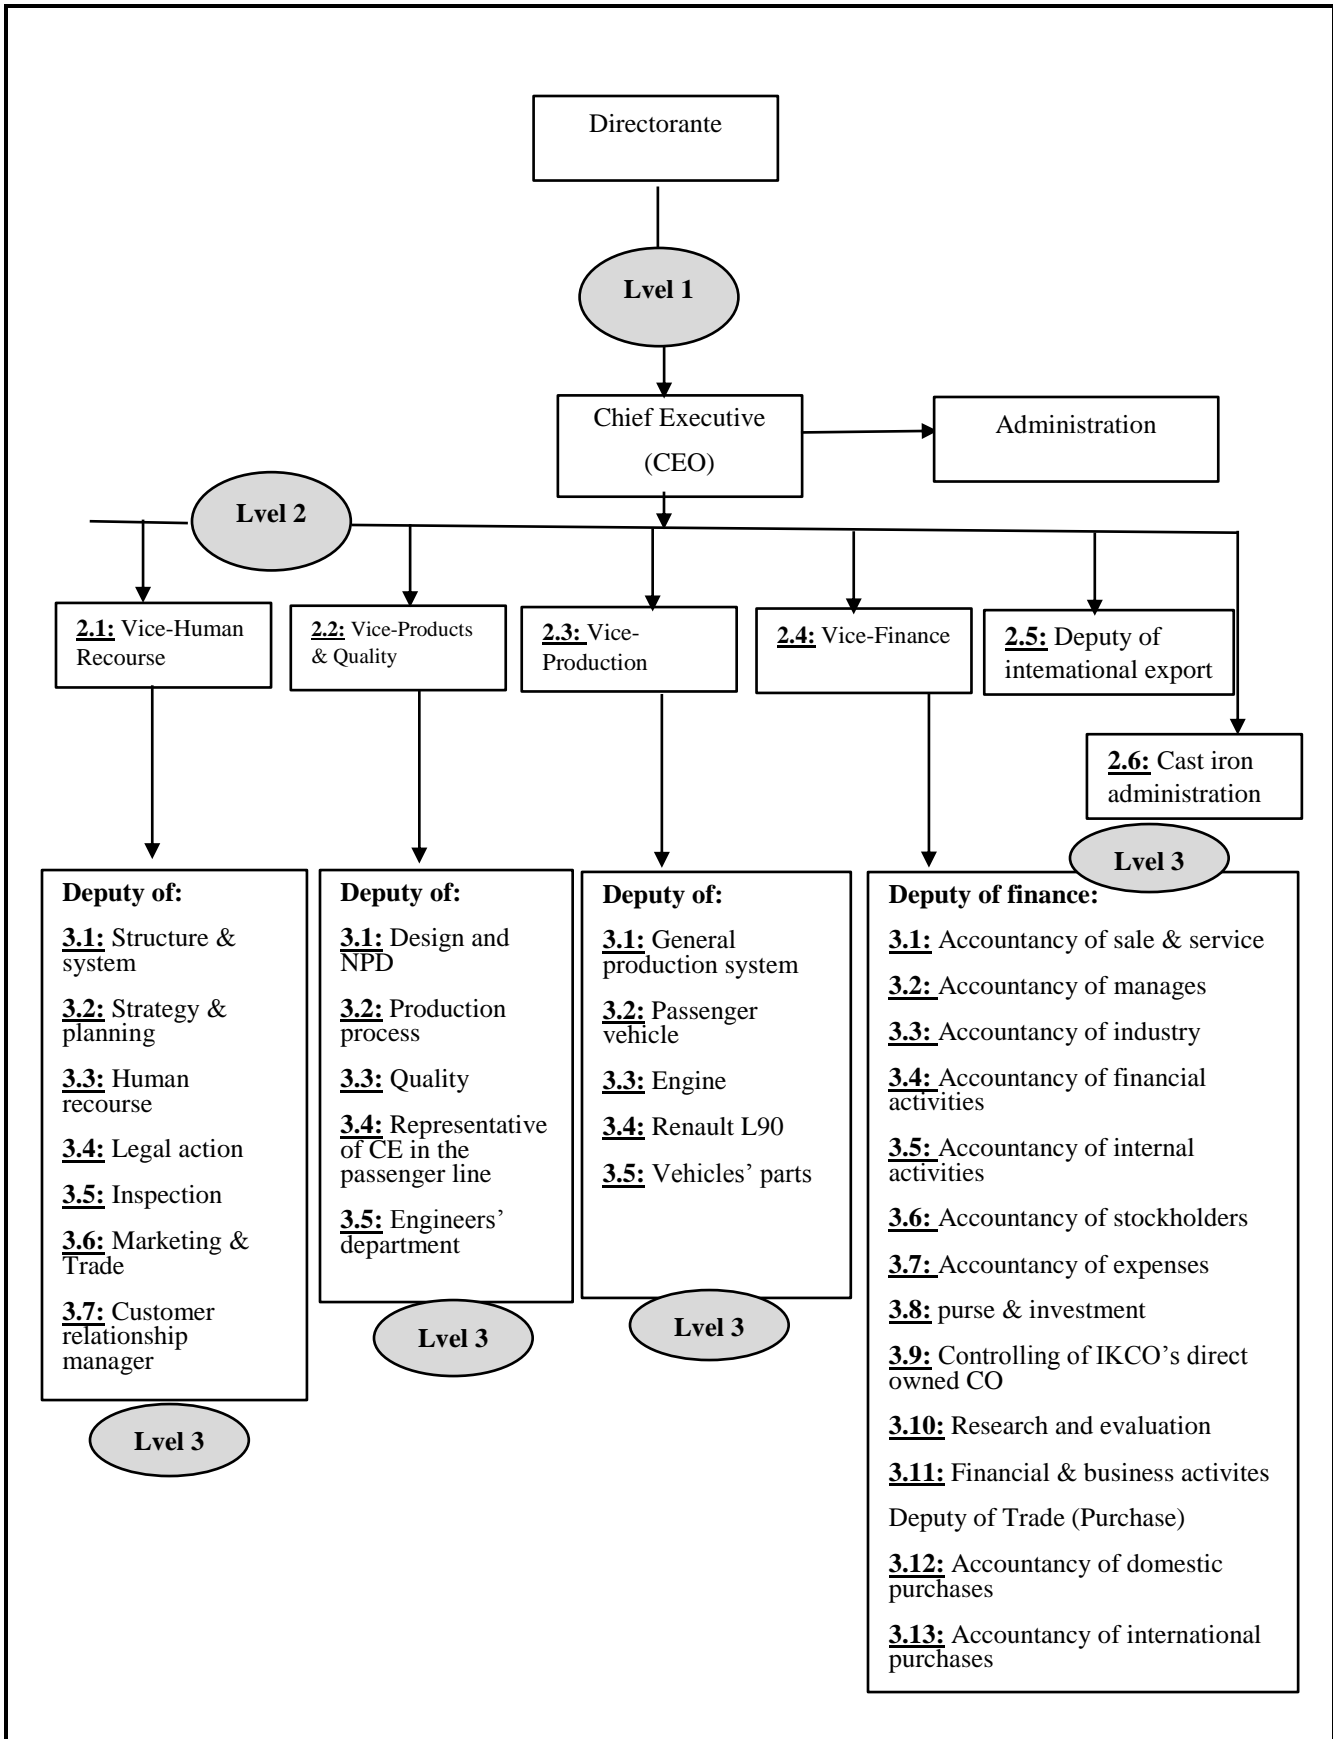 Directorante
Lvel 1
Chief Executive
(CEO)
Administration
Lvel 2
2.1: Vice-Human
Recourse
2.2: Vice-Products
& Quality
2.3: Vice-
Production
2.4: Vice-Finance
2.5: Deputy of
intemational export
2.6: Cast iron
administration
Lvel 3
Deputy of:
3.1: Structure &
system
3.2: Strategy &
planning
3.3: Human
recourse
3.4: Legal action
3.5: Inspection
3.6: Marketing &
Trade
3.7: Customer
relationship
manager
Lvel 3
Deputy of:
3.1: Design and
NPD
3.2: Production
process
3.3: Quality
3.4: Representative
of CE in the
passenger line
3.5: Engineers’
department
Lvel 3
Deputy of:
3.1: General
production system
3.2: Passenger
vehicle
3.3: Engine
3.4: Renault L90
3.5: Vehicles’ parts
Lvel 3
Deputy of finance:
3.1: Accountancy of sale & service
3.2: Accountancy of manages
3.3: Accountancy of industry
3.4: Accountancy of financial
activities
3.5: Accountancy of internal
activities
3.6: Accountancy of stockholders
3.7: Accountancy of expenses
3.8: purse & investment
3.9: Controlling of IKCO’s direct
owned CO
3.10: Research and evaluation
3.11: Financial & business activites
Deputy of Trade (Purchase)
3.12: Accountancy of domestic
purchases
3.13: Accountancy of international
purchases